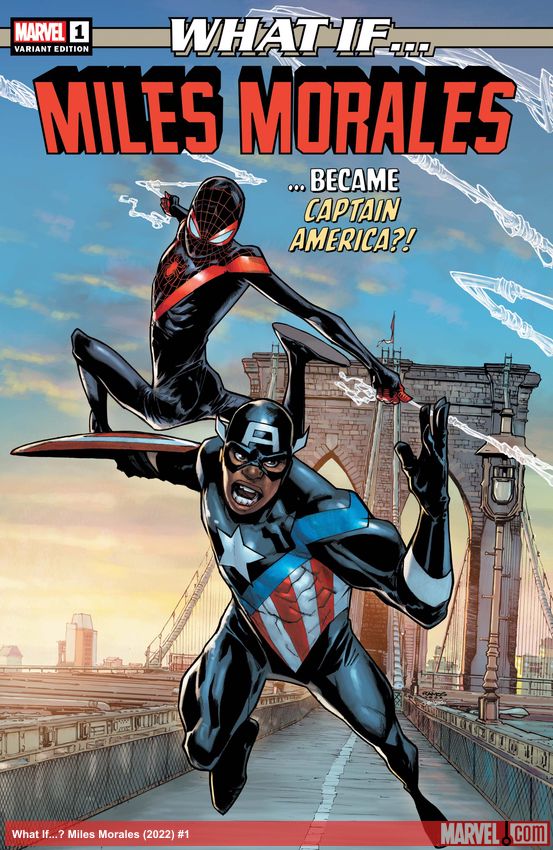 MARVEL 1
VARIANT EDITION
WHAT IF...
MILES MORALES
... BECAME
CAPTAIN
AMERICA?!
A
What If...? Miles Morales (2022) #1
MARVEL.com